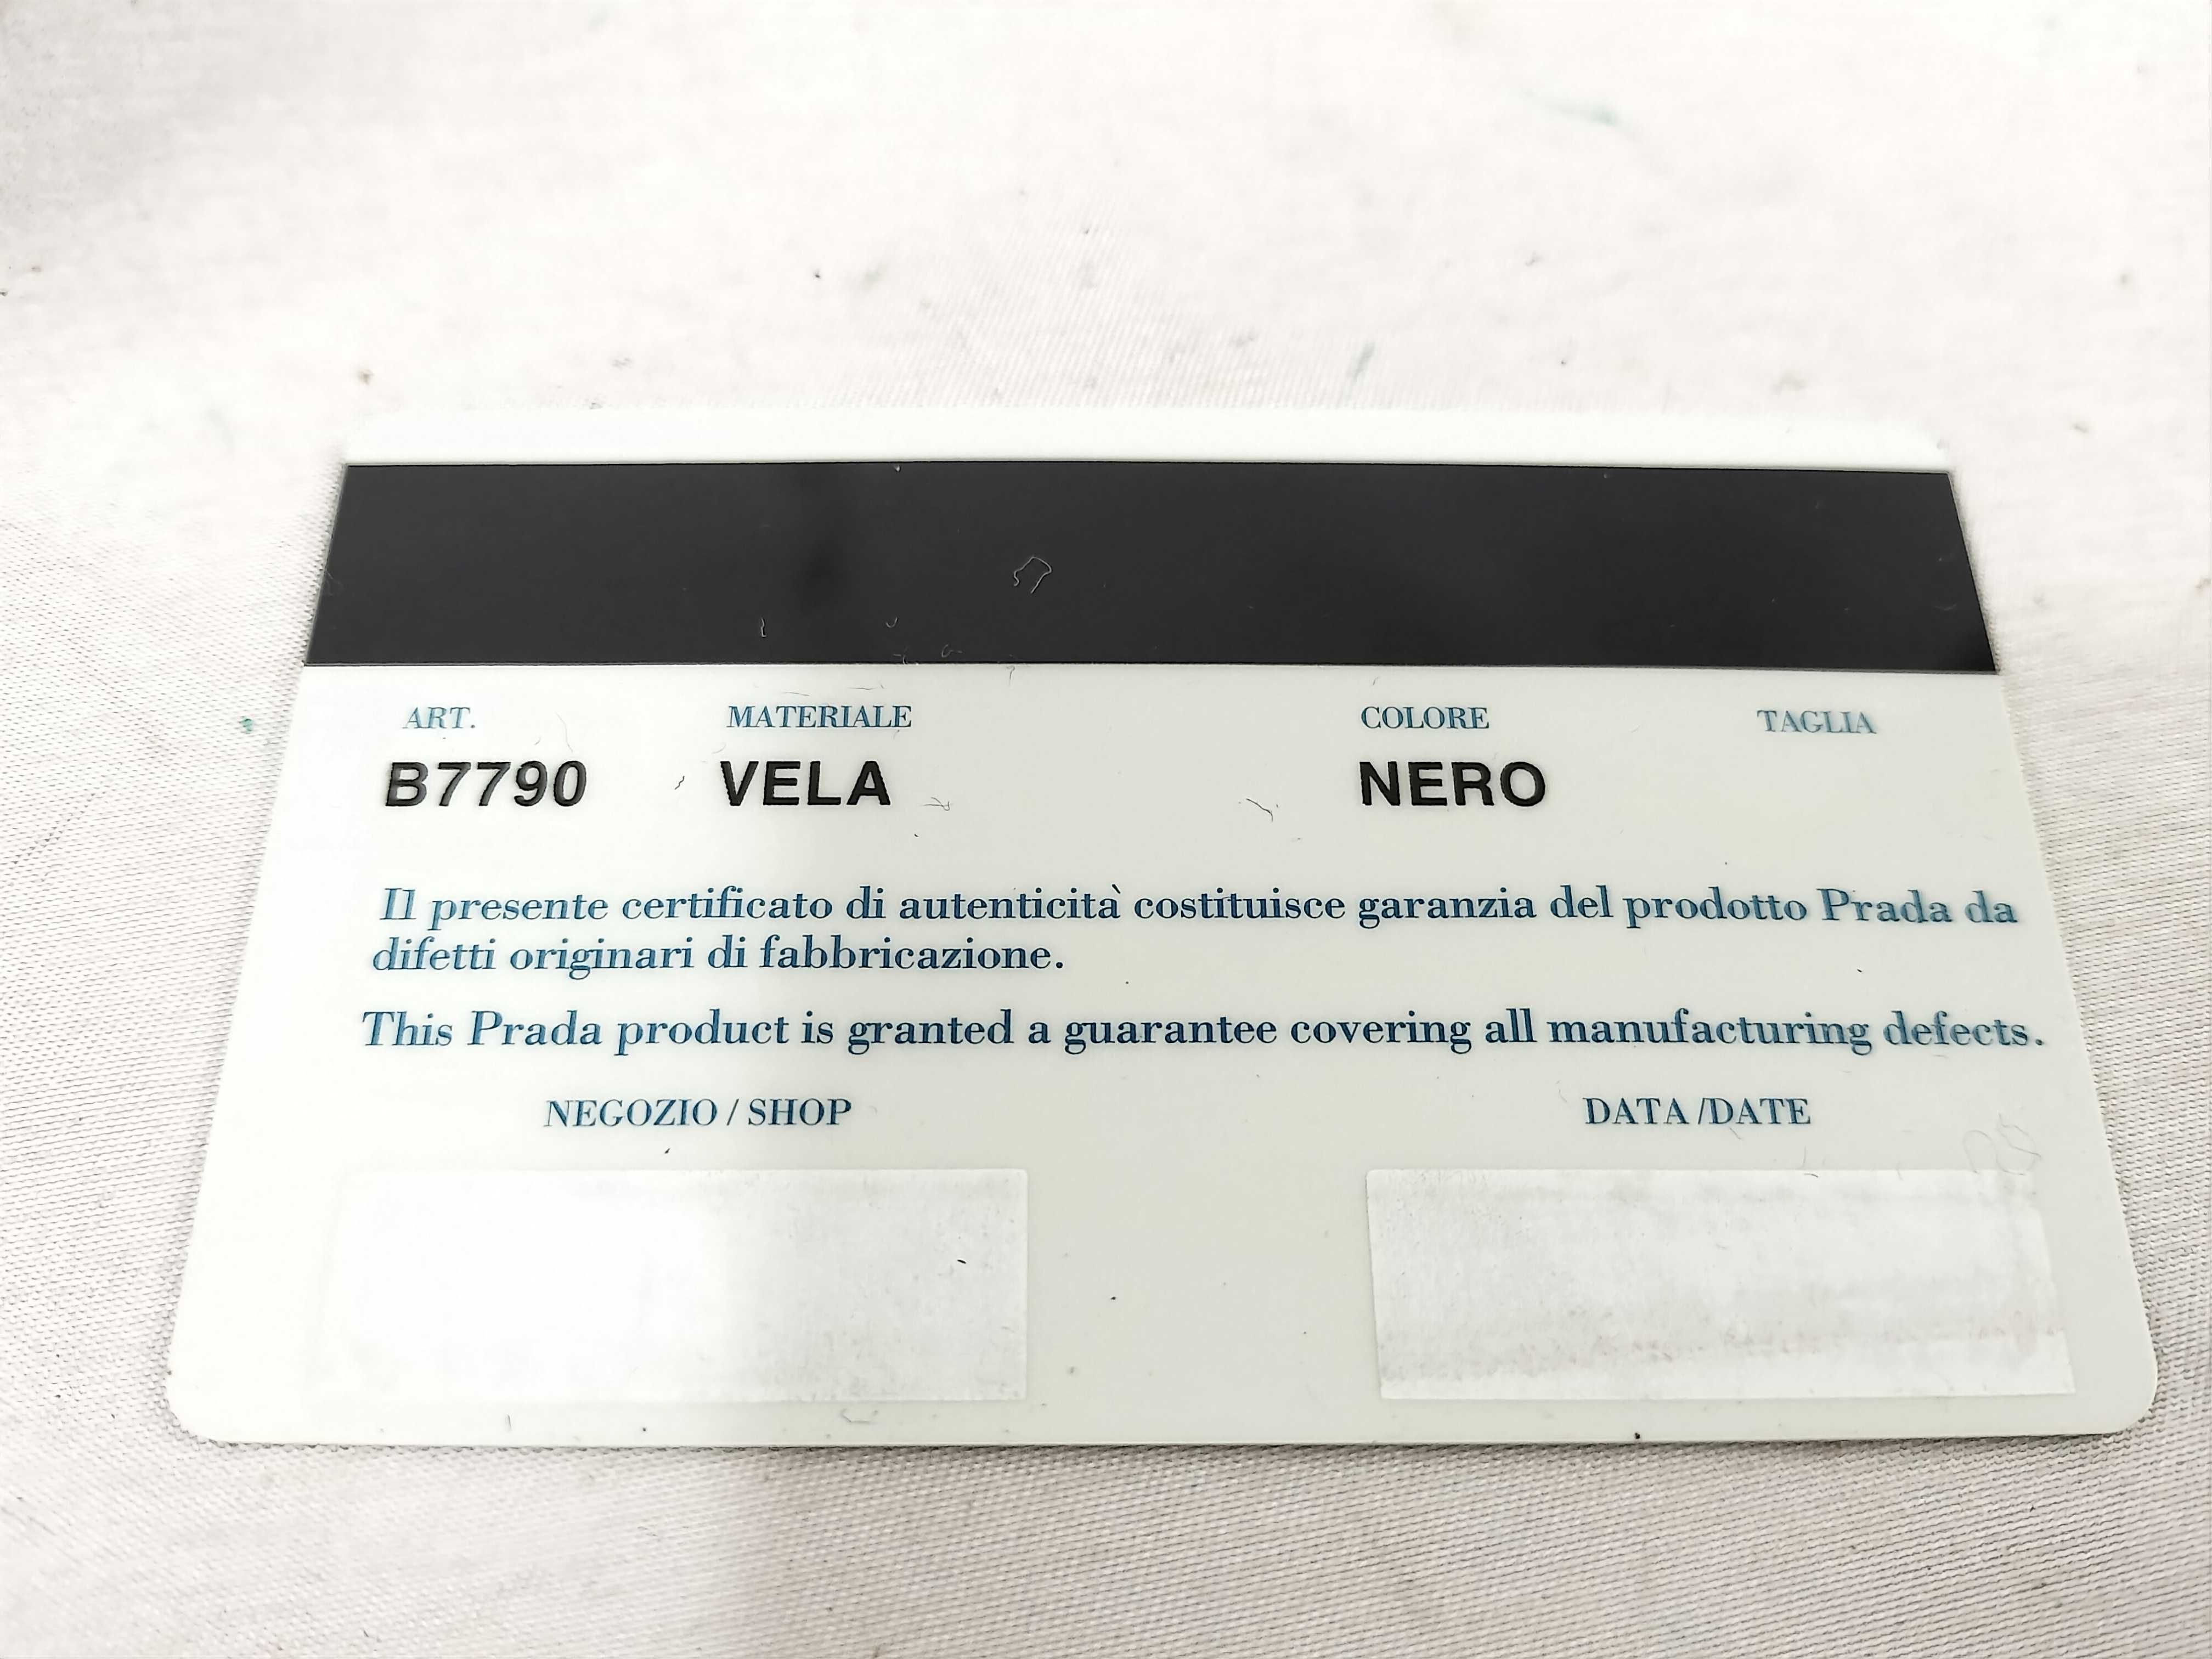 ART. MATERIALE COLORE TAGLIA
B7790 VELA NERO
Il presente certificato di autenticità costituisce garanzia del prodotto Prada da
difetti originari di fabbricazione.
This Prada product is granted a guarantee covering all manufacturing defects.
NEGOZIO / SHOP DATA /DATE